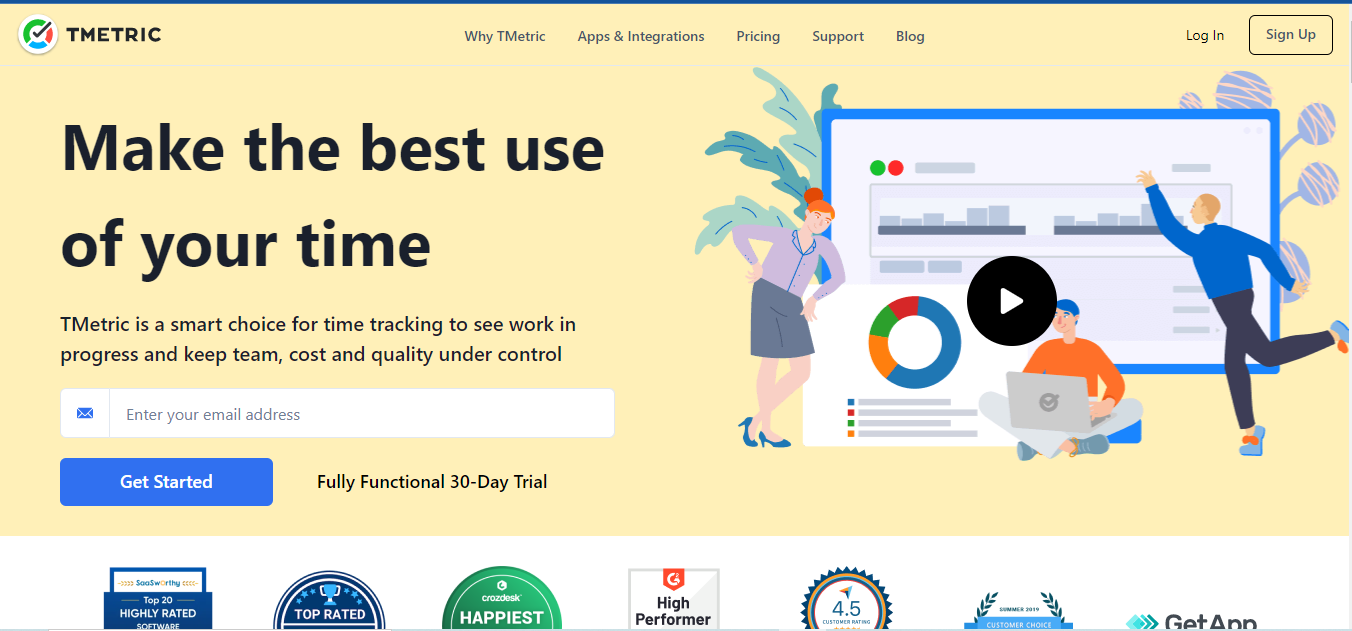 TMETRIC
Why TMetric
Apps & Integrations
Pricing
Support
Blog
Log In
Sign Up
Make the best use
of your time
TMetric is a smart choice for time tracking to see work in
progress and keep team, cost and quality under control
Enter your email address
Get Started
Fully Functional 30-Day Trial
SaaSworthy
Top 20
HIGHLY RATED
SOFTWARE
TOP RATED
crozdesk
HAPPIEST
High
Performer
4.5
CUSTOMER RATING
SUMMER 2019
CUSTOMER CHOICE
GetApp